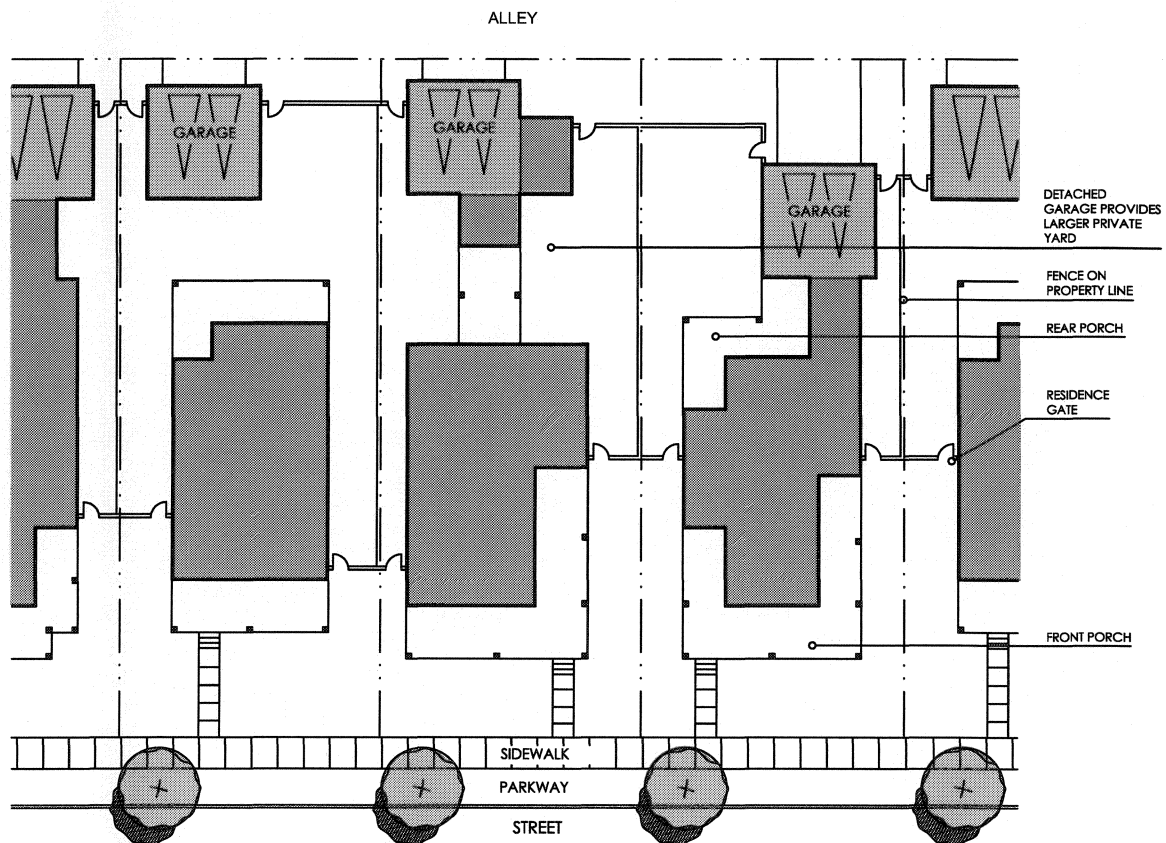 ALLEY
GARAGE
GARAGE
GARAGE
DETACHED
GARAGE PROVIDES
LARGER PRIVATE
YARD
FENCE ON
PROPERTY LINE
REAR PORCH
RESIDENCE
GATE
FRONT PORCH
SIDEWALK
PARKWAY
STREET